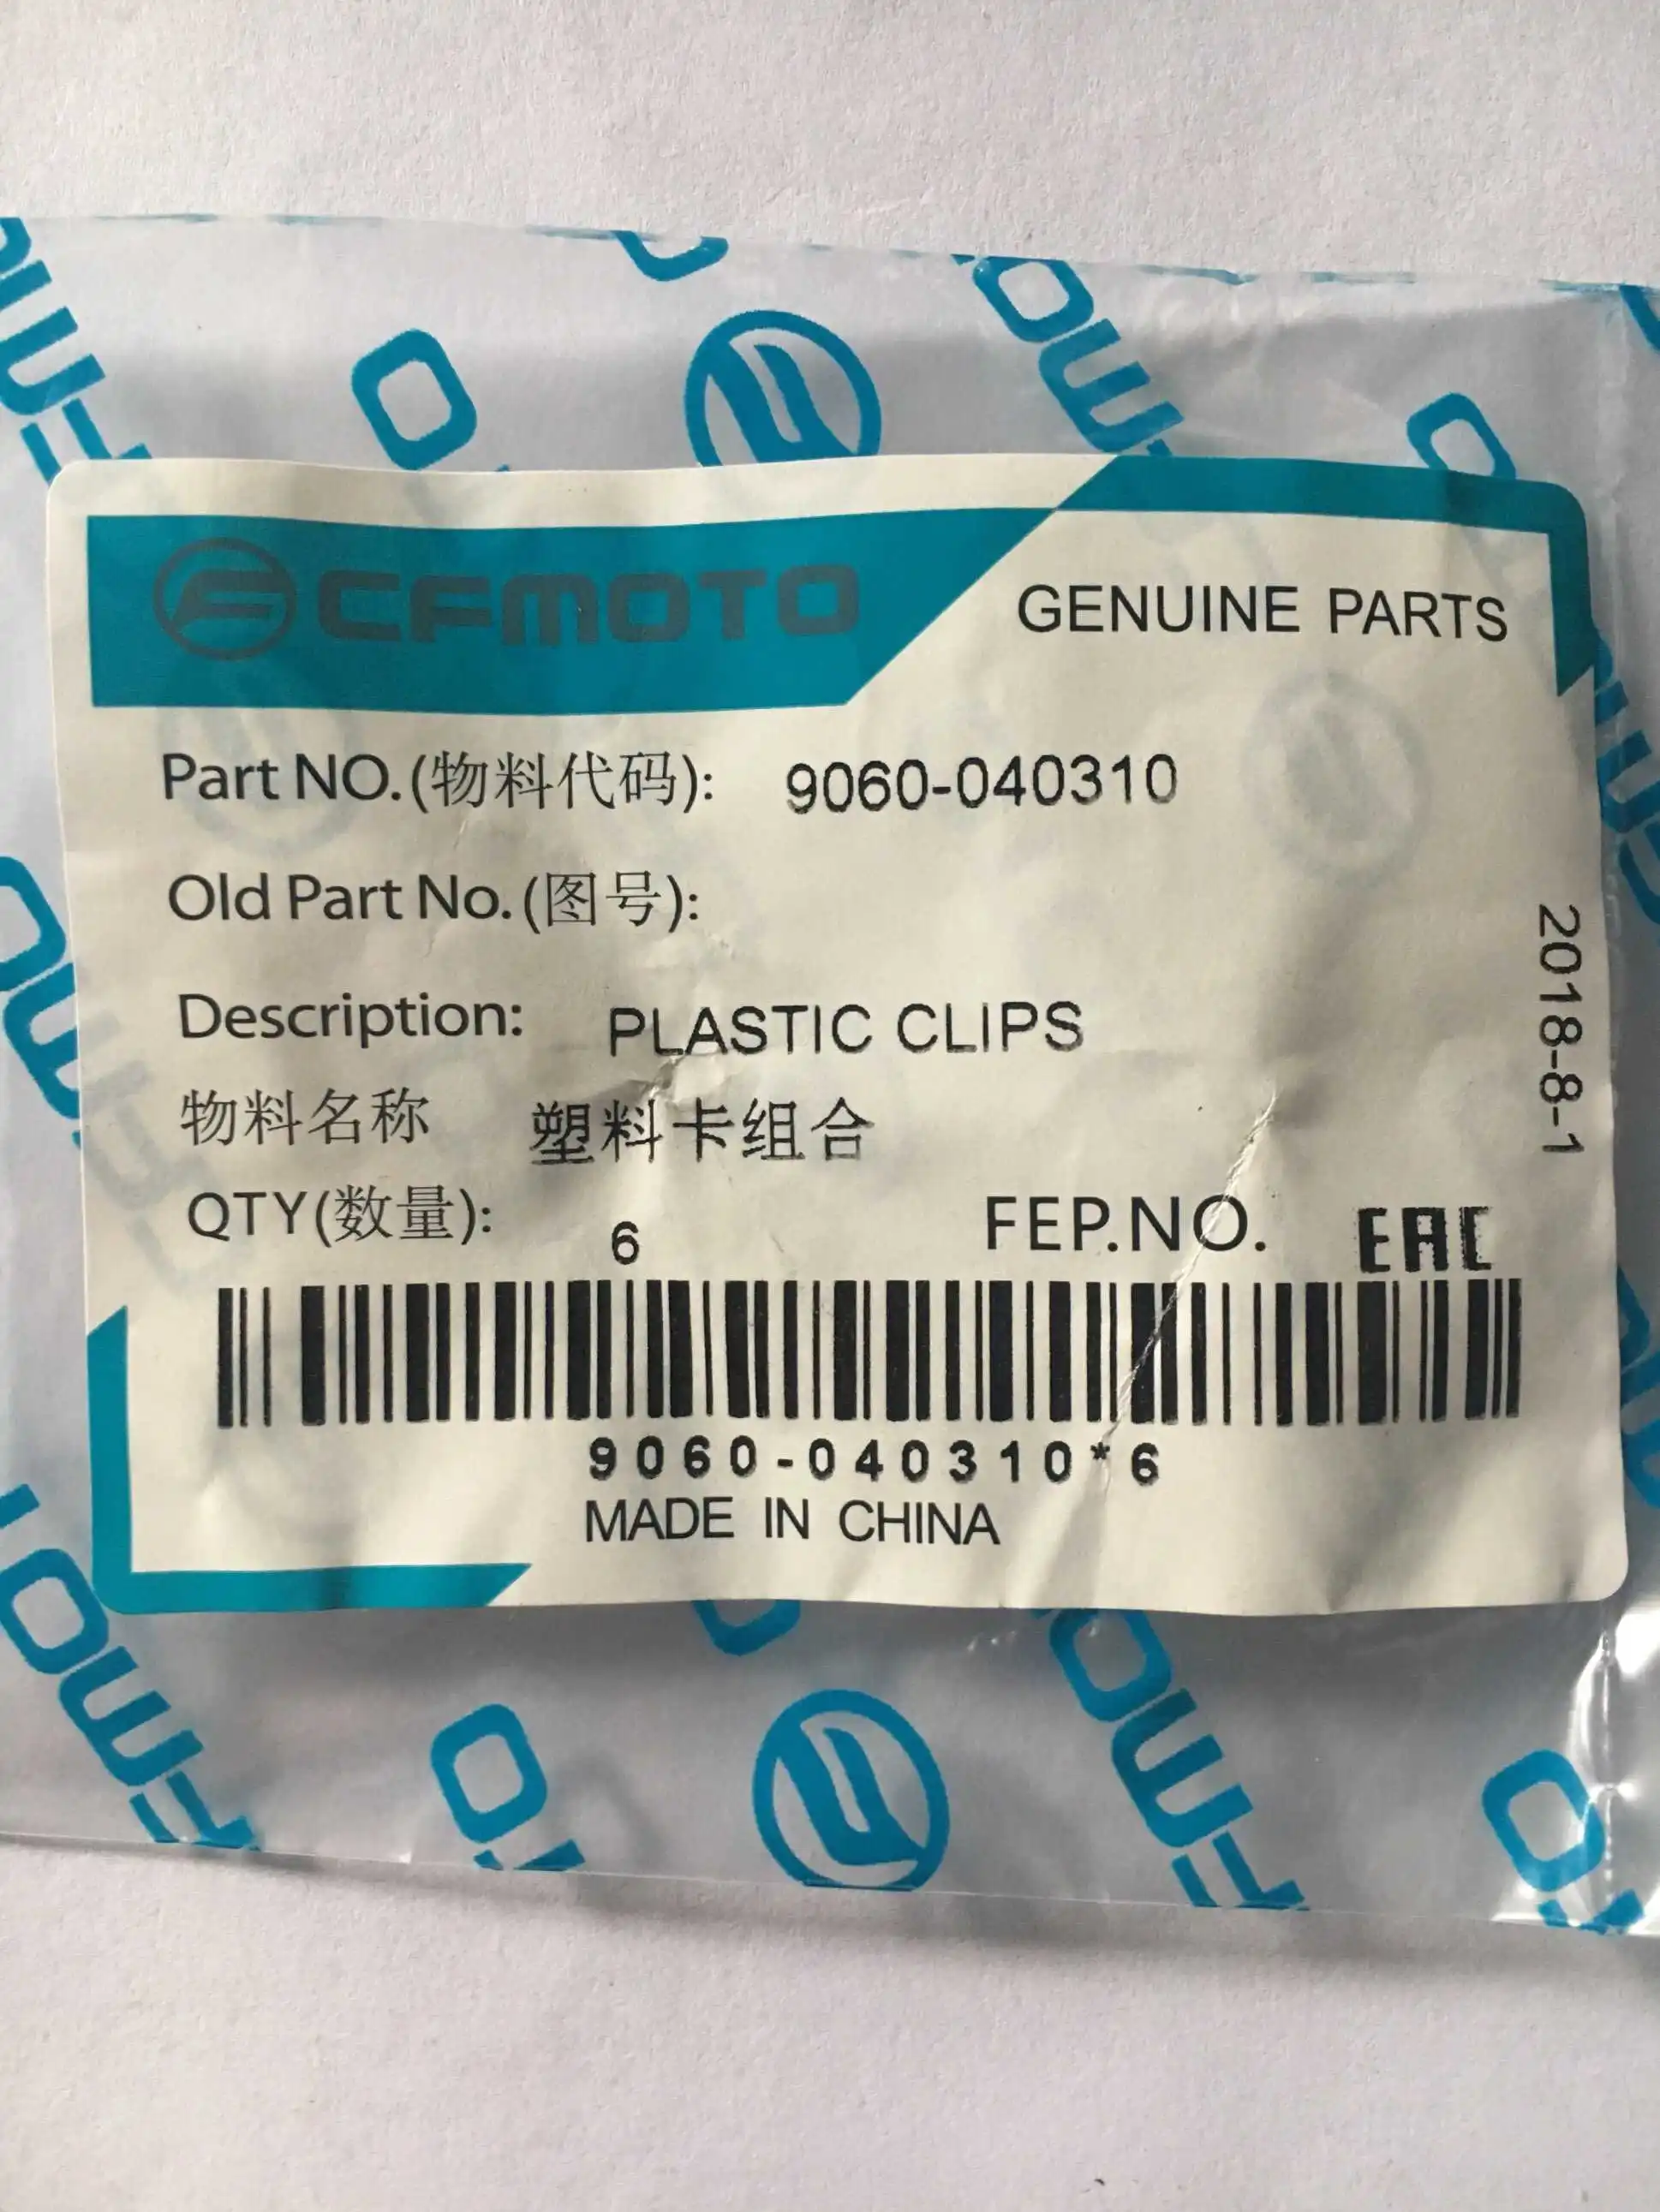 CFMOTO
GENUINE PARTS
Part NO.(物料代码): 9060-040310
Old Part No.(图号):
Description: PLASTIC CLIPS
物料名称 塑料卡组合
QTY(数量): 6 FEP.NO. EAC
9060-040310*6
MADE IN CHINA
2018-8-1